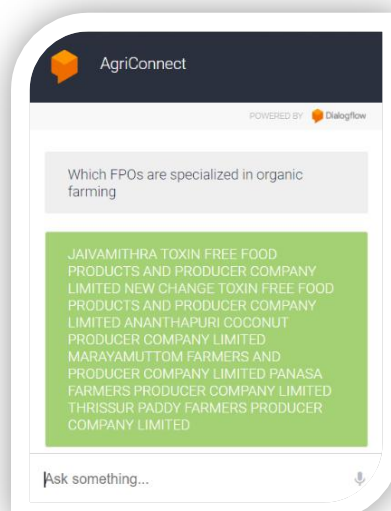 AgriConnect
POWERED BY Dialogflow
Which FPOs are specialized in organic
farming
JAIVAMITHRA TOXIN FREE FOOD
PRODUCTS AND PRODUCER COMPANY
LIMITED NEW CHANGE TOXIN FREE FOOD
PRODUCTS AND PRODUCER COMPANY
LIMITED ANANTHAPURI COCONUT
PRODUCER COMPANY LIMITED
MARAYAMUTTOM FARMERS AND
PRODUCER COMPANY LIMITED PANASA
FARMERS PRODUCER COMPANY LIMITED
THRISSUR PADDY FARMERS PRODUCER
COMPANY LIMITED
Ask something...